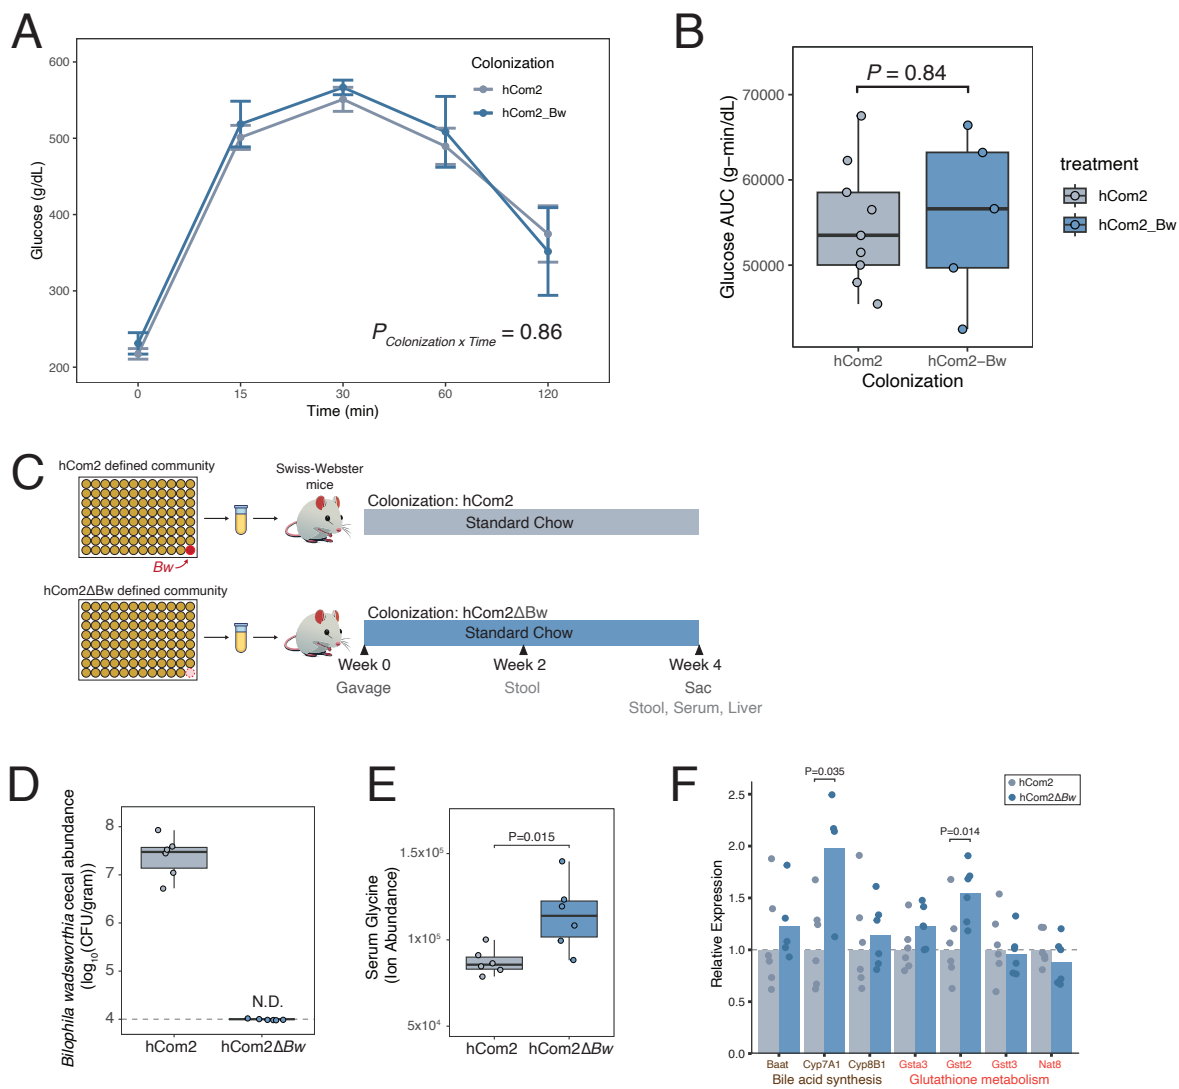 A
600
500
400
300
200
Glucose (g/dL)
Colonization
hCom2
hCom2_Bw
P Colonization x Time = 0.86
0
15
30
60
120
Time (min)
B
P = 0.84
70000
60000
50000
Glucose AUC (g−min/dL)
hCom2
hCom2−Bw
Colonization
treatment
hCom2
hCom2_Bw
C
hCom2 defined community
Bw
Swiss-Webster
mice
Colonization: hCom2
Standard Chow
hCom2ΔBw defined community
Colonization: hCom2ΔBw
Standard Chow
Week 0
Week 2
Week 4
Gavage
Stool
Sac
Stool, Serum, Liver
D
Bilophila wadsworthia cecal abundance
(log10(CFU/gram))
8
7
6
5
4
N.D.
hCom2
hCom2ΔBw
E
Serum Glycine
(Ion Abundance)
P=0.015
1.5x10⁵
1x10⁵
5x10⁴
hCom2
hCom2ΔBw
F
Relative Expression
2.5
2.0
1.5
1.0
0.5
0.0
P=0.035
P=0.014
hCom2
hCom2ΔBw
Baat
Cyp7A1
Cyp8B1
Gsta3
Gstt2
Gstt3
Nat8
Bile acid synthesis
Glutathione metabolism